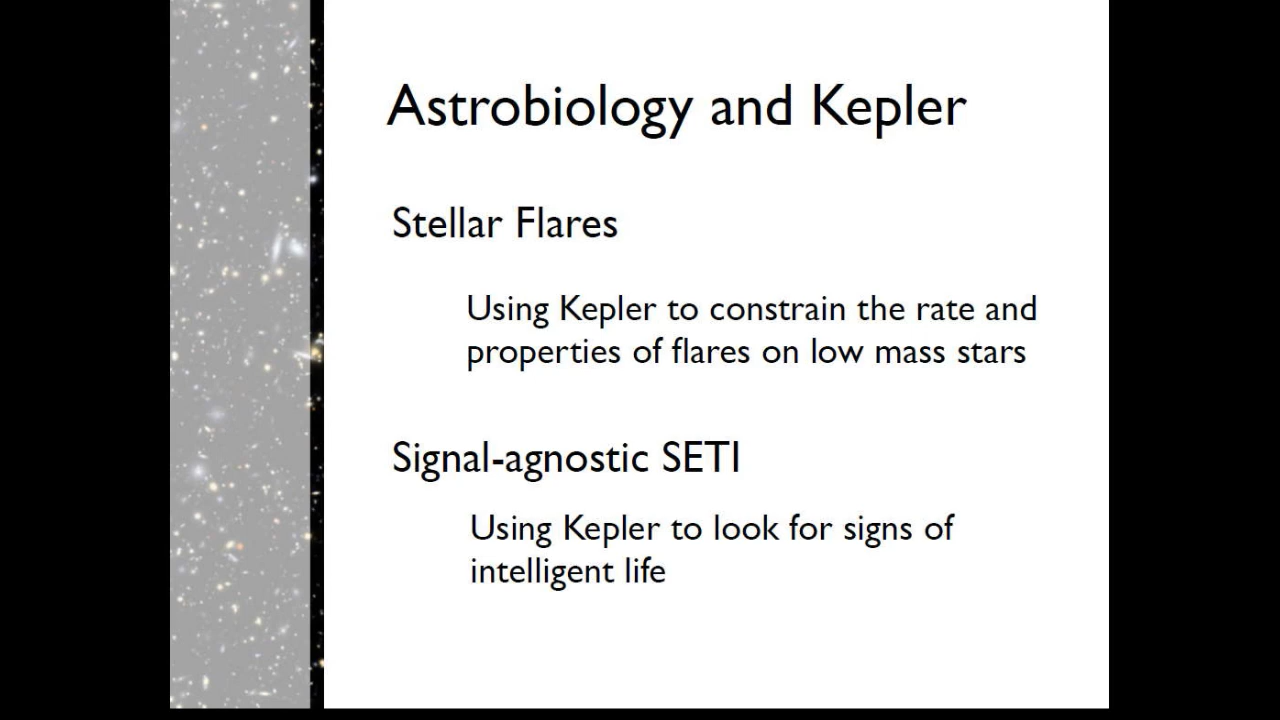 Astrobiology and Kepler
Stellar Flares
Using Kepler to constrain the rate and
properties of flares on low mass stars
Signal-agnostic SETI
Using Kepler to look for signs of
intelligent life